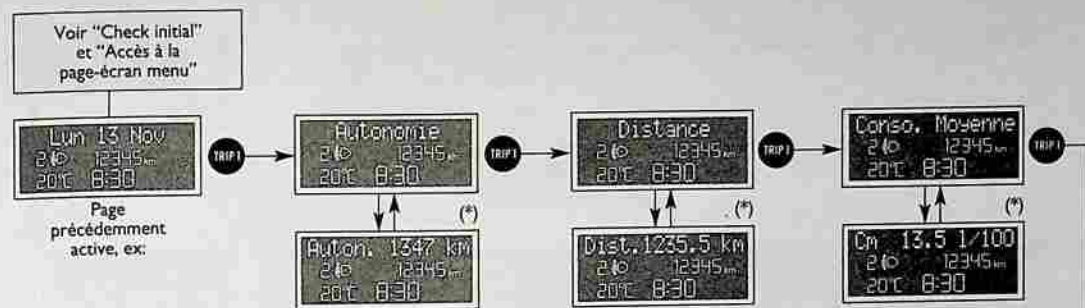 Voir “Check initial”
et “Accès à la
page-écran menu”
Lun 13 Nov
2 12345 km
20°C 8:30
Page
précédemment
active, ex:
TRIP I
Autonomie
2 12345 km
20°C 8:30
(*)
Auton. 1347 km
2 12345 km
20°C 8:30
TRIP I
Distance
2 12345 km
20°C 8:30
(*)
Dist.1235.5 km
2 12345 km
20°C 8:30
TRIP I
Conso. Moyenne
2 12345 km
20°C 8:30
(*)
Cm 13.5 l/100
2 12345 km
20°C 8:30
TRIP I